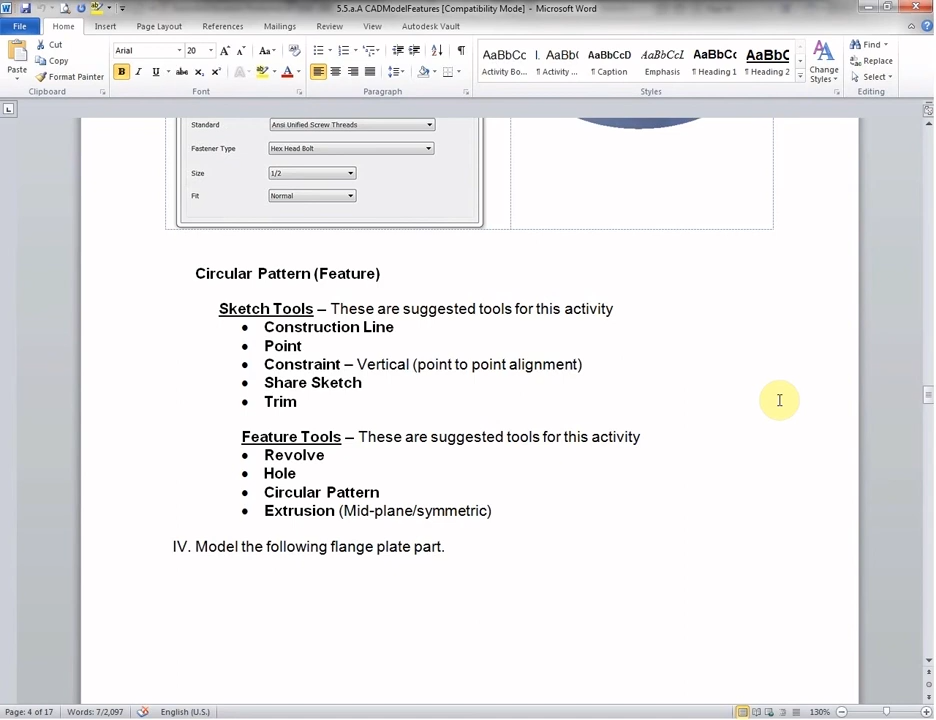 5.5.a.A CADModelFeatures [Compatibility Mode] - Microsoft Word
File Home Insert Page Layout References Mailings Review View Autodesk Vault
Paste Cut Copy Format Painter
Arial 20
AaBbCc I. AaBb( AaBbCcD AaBbCcL AaBbCc AaBbCc
Activity Bo... ¶ Activity ... ¶ Caption Emphasis ¶ Heading 1 ¶ Heading 2
Change Styles
Find Replace Select
Clipboard Font Paragraph Styles Editing
Standard Ansi Unified Screw Threads
Fastener Type Hex Head Bolt
Size 1/2
Fit Normal
Circular Pattern (Feature)
Sketch Tools – These are suggested tools for this activity
• Construction Line
• Point
• Constraint – Vertical (point to point alignment)
• Share Sketch
• Trim
Feature Tools – These are suggested tools for this activity
• Revolve
• Hole
• Circular Pattern
• Extrusion (Mid-plane/symmetric)
IV. Model the following flange plate part.
Page: 4 of 17 Words: 7/2,097 English (U.S.) 130%